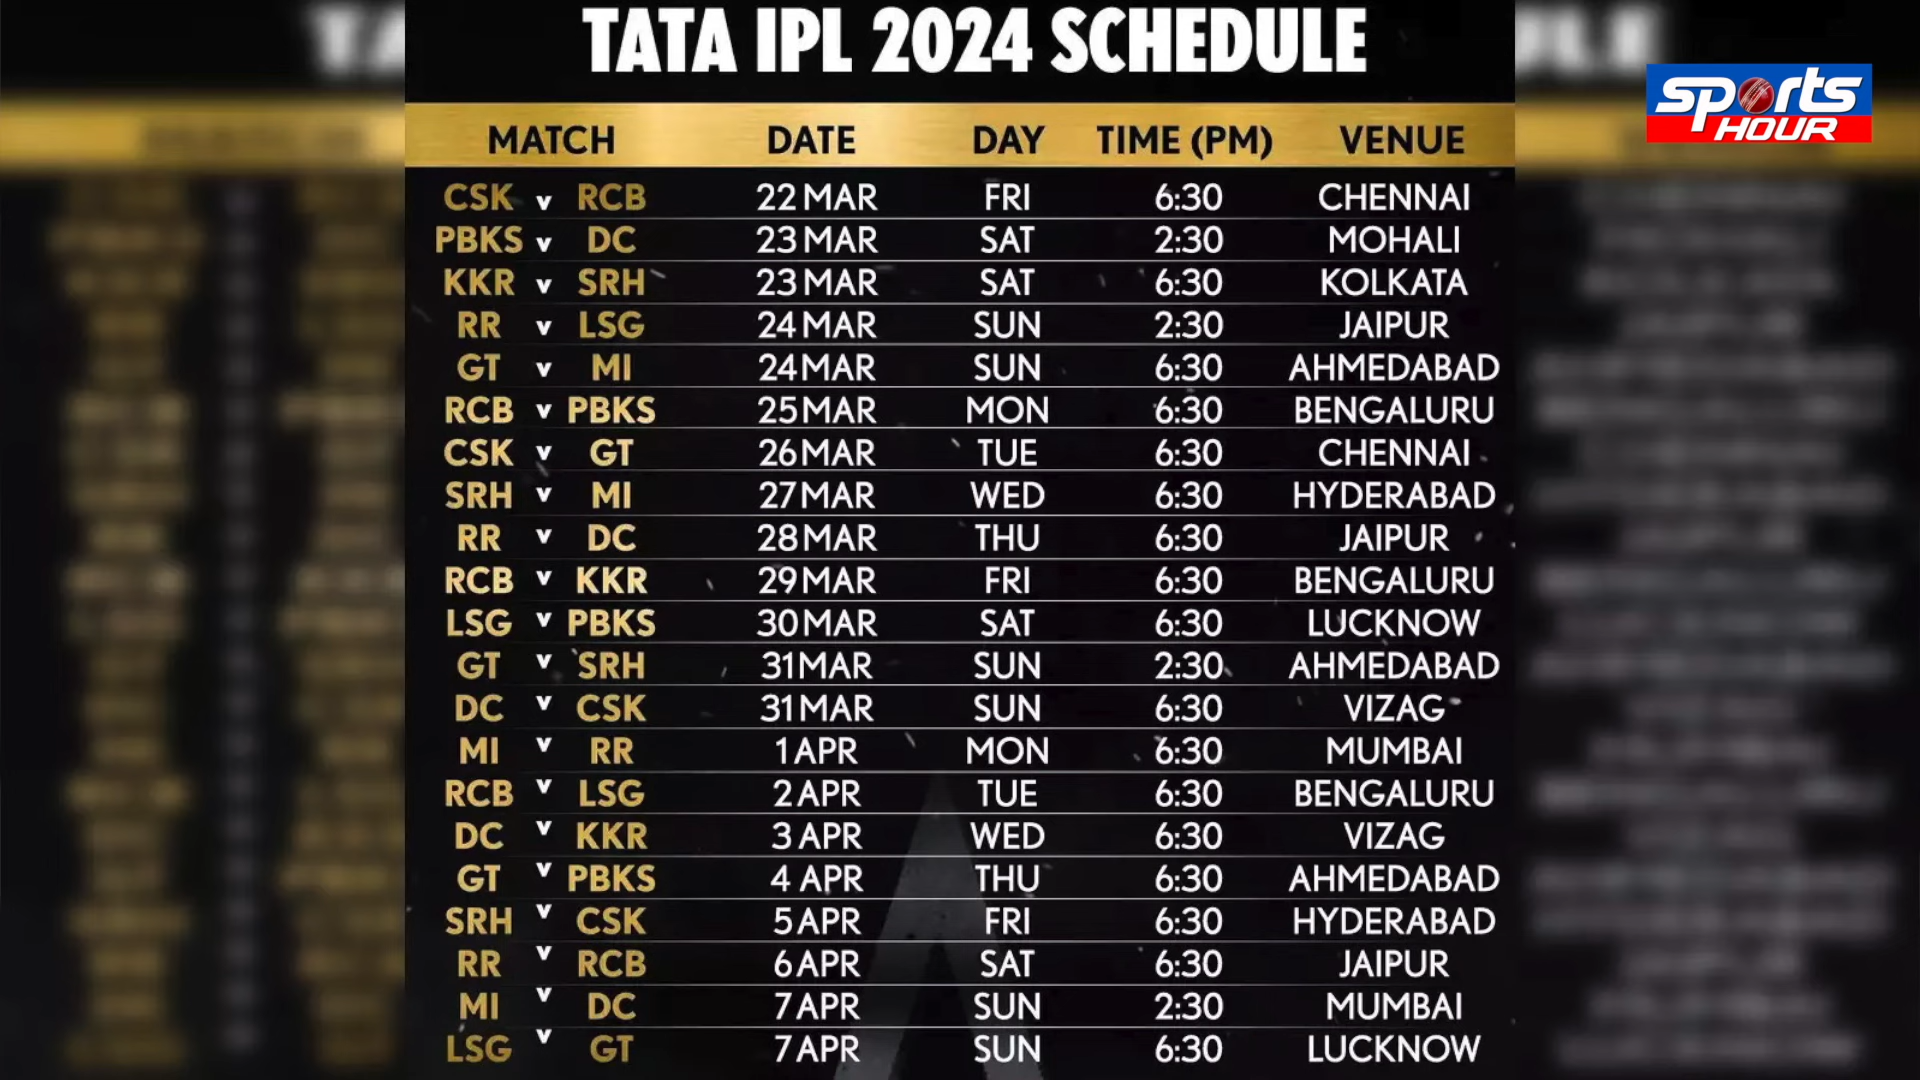 TATA IPL 2024 SCHEDULE
Sports HOUR
MATCH DATE DAY TIME (PM) VENUE
CSK v RCB 22 MAR FRI 6:30 CHENNAI
PBKS v DC 23 MAR SAT 2:30 MOHALI
KKR v SRH 23 MAR SAT 6:30 KOLKATA
RR v LSG 24 MAR SUN 2:30 JAIPUR
GT v MI 24 MAR SUN 6:30 AHMEDABAD
RCB v PBKS 25 MAR MON 6:30 BENGALURU
CSK v GT 26 MAR TUE 6:30 CHENNAI
SRH v MI 27 MAR WED 6:30 HYDERABAD
RR v DC 28 MAR THU 6:30 JAIPUR
RCB v KKR 29 MAR FRI 6:30 BENGALURU
LSG v PBKS 30 MAR SAT 6:30 LUCKNOW
GT v SRH 31 MAR SUN 2:30 AHMEDABAD
DC v CSK 31 MAR SUN 6:30 VIZAG
MI v RR 1 APR MON 6:30 MUMBAI
RCB v LSG 2 APR TUE 6:30 BENGALURU
DC v KKR 3 APR WED 6:30 VIZAG
GT v PBKS 4 APR THU 6:30 AHMEDABAD
SRH v CSK 5 APR FRI 6:30 HYDERABAD
RR v RCB 6 APR SAT 6:30 JAIPUR
MI v DC 7 APR SUN 2:30 MUMBAI
LSG v GT 7 APR SUN 6:30 LUCKNOW